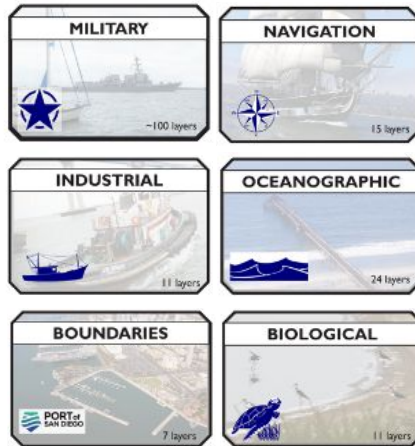 MILITARY
~100 layers
NAVIGATION
15 layers
INDUSTRIAL
11 layers
OCEANOGRAPHIC
24 layers
BOUNDARIES
PORT of
SAN DIEGO
7 layers
BIOLOGICAL
11 layers